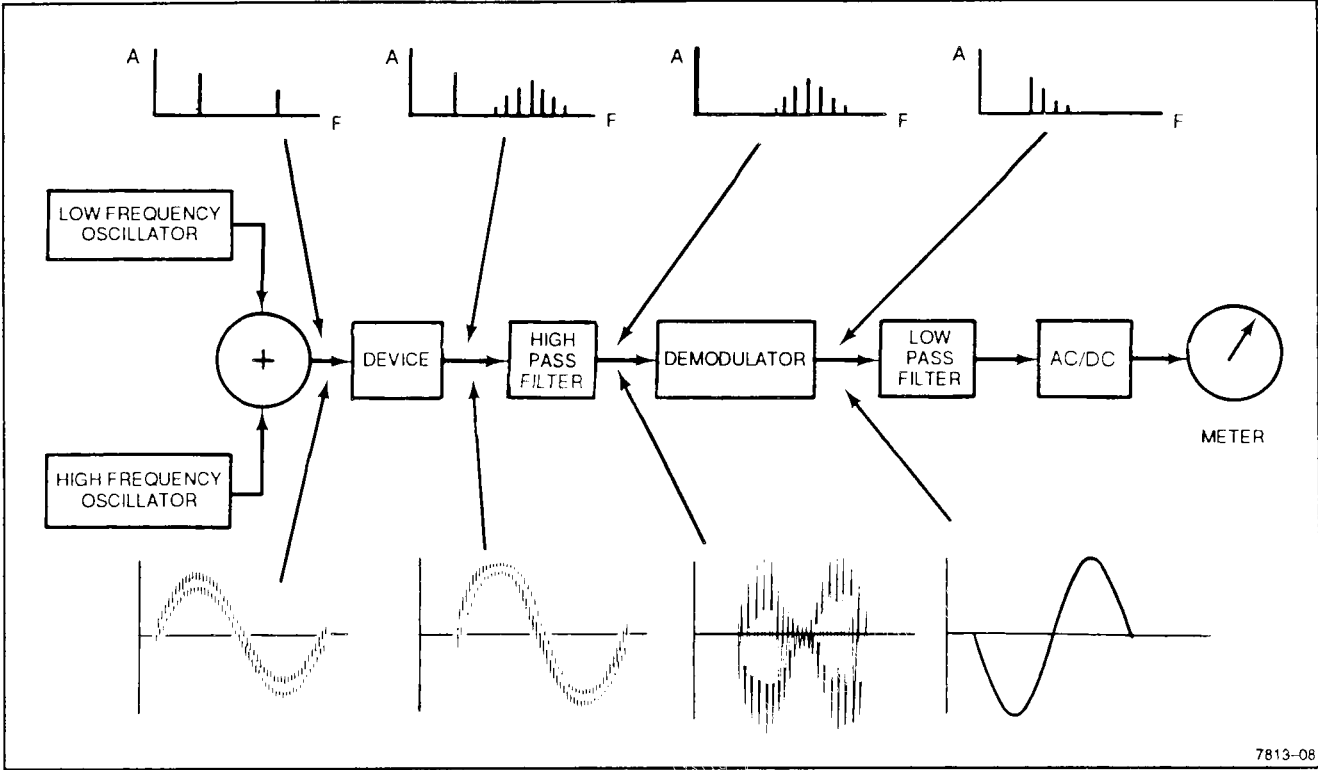 A
F
A
F
A
F
A
F
LOW FREQUENCY
OSCILLATOR
+
DEVICE
HIGH
PASS
FILTER
DEMODULATOR
LOW
PASS
FILTER
AC/DC
METER
HIGH FREQUENCY
OSCILLATOR
7813-08